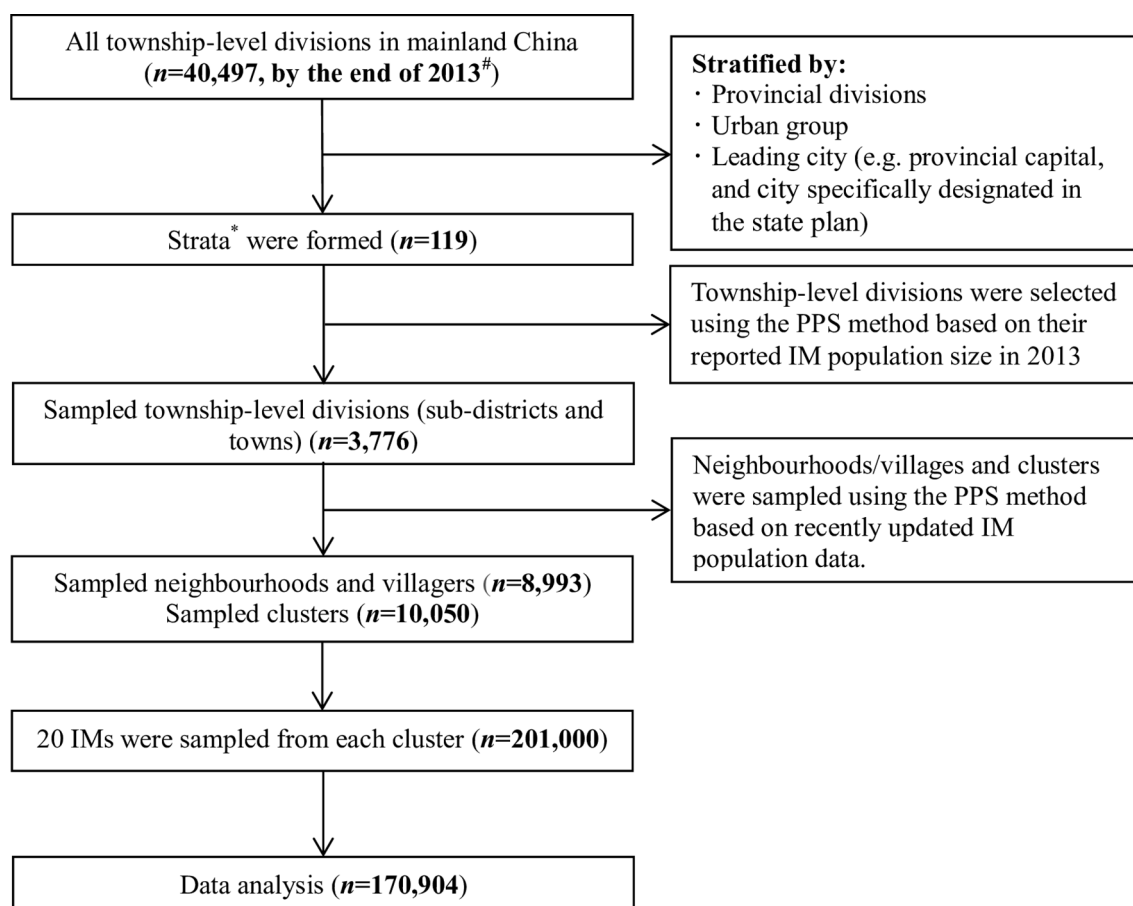 All township-level divisions in mainland China
(n=40,497, by the end of 2013#)
Stratified by:
· Provincial divisions
· Urban group
· Leading city (e.g. provincial capital,
and city specifically designated in
the state plan)
Strata* were formed (n=119)
Township-level divisions were selected
using the PPS method based on their
reported IM population size in 2013
Sampled township-level divisions (sub-districts and
towns) (n=3,776)
Neighbourhoods/villages and clusters
were sampled using the PPS method
based on recently updated IM
population data.
Sampled neighbourhoods and villagers (n=8,993)
Sampled clusters (n=10,050)
20 IMs were sampled from each cluster (n=201,000)
Data analysis (n=170,904)